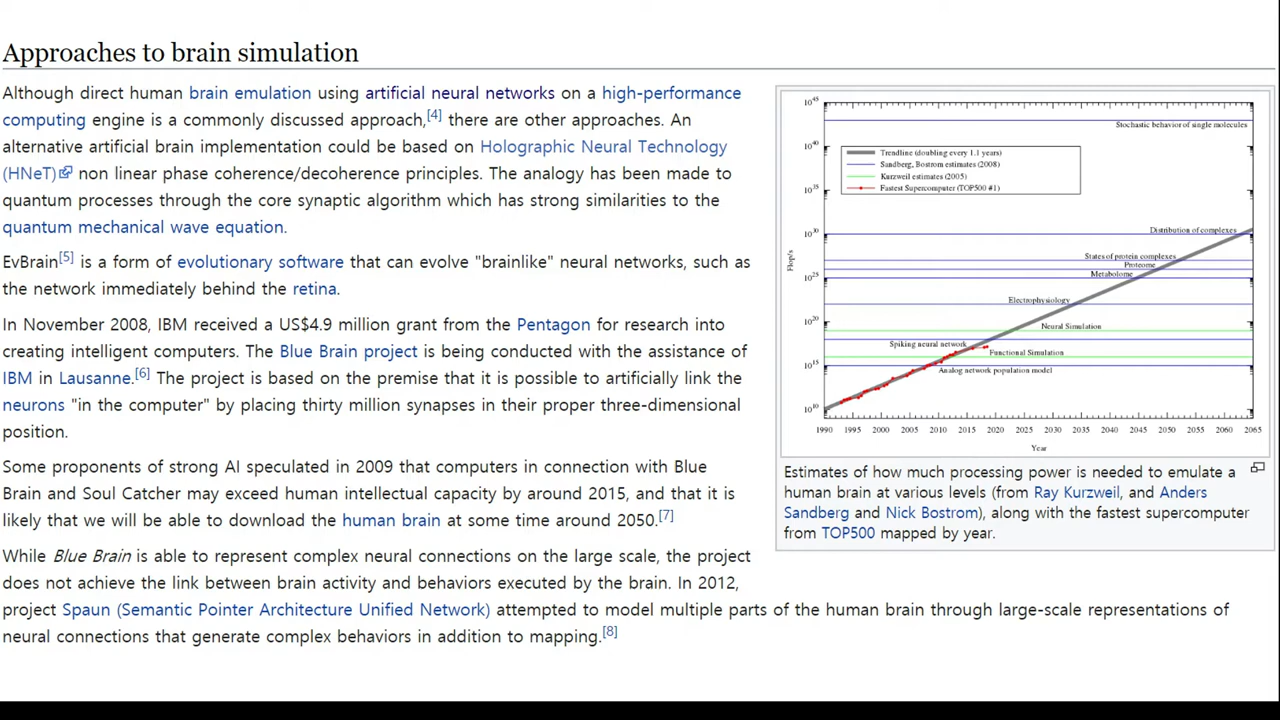 Approaches to brain simulation
Although direct human brain emulation using artificial neural networks on a high-performance
computing engine is a commonly discussed approach,[4] there are other approaches. An
alternative artificial brain implementation could be based on Holographic Neural Technology
(HNeT) non linear phase coherence/decoherence principles. The analogy has been made to
quantum processes through the core synaptic algorithm which has strong similarities to the
quantum mechanical wave equation.
EvBrain[5] is a form of evolutionary software that can evolve "brainlike" neural networks, such as
the network immediately behind the retina.
In November 2008, IBM received a US$4.9 million grant from the Pentagon for research into
creating intelligent computers. The Blue Brain project is being conducted with the assistance of
IBM in Lausanne.[6] The project is based on the premise that it is possible to artificially link the
neurons "in the computer" by placing thirty million synapses in their proper three-dimensional
position.
Some proponents of strong AI speculated in 2009 that computers in connection with Blue
Brain and Soul Catcher may exceed human intellectual capacity by around 2015, and that it is
likely that we will be able to download the human brain at some time around 2050.[7]
While Blue Brain is able to represent complex neural connections on the large scale, the project
does not achieve the link between brain activity and behaviors executed by the brain. In 2012,
project Spaun (Semantic Pointer Architecture Unified Network) attempted to model multiple parts of the human brain through large-scale representations of
neural connections that generate complex behaviors in addition to mapping.[8]
10^45
Stochastic behavior of single molecules
10^40
Trendline (doubling every 1.1 years)
Sandberg, Bostrom estimates (2008)
Kurzweil estimates (2005)
Fastest Supercomputer (TOP500 #1)
10^35
10^30
Distribution of complexes
Flop/s
States of protein complexes
Proteome
10^25
Metabolome
Electrophysiology
10^20
Neural Simulation
Spiking neural network
Functional Simulation
10^15
Analog network population model
10^10
1990 1995 2000 2005 2010 2015 2020 2025 2030 2035 2040 2045 2050 2055 2060 2065
Year
Estimates of how much processing power is needed to emulate a
human brain at various levels (from Ray Kurzweil, and Anders
Sandberg and Nick Bostrom), along with the fastest supercomputer
from TOP500 mapped by year.